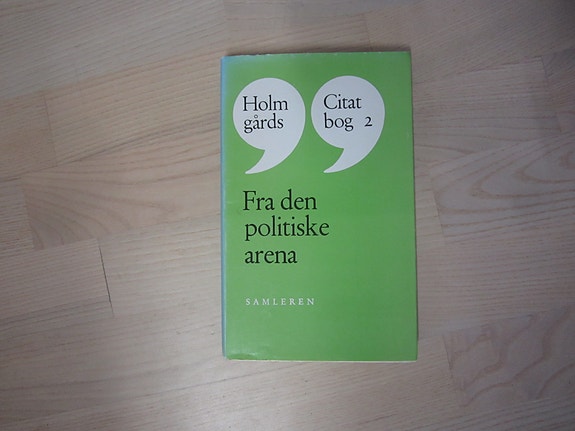 Holm
gårds
Citat
bog 2
Fra den
politiske
arena
SAMLEREN